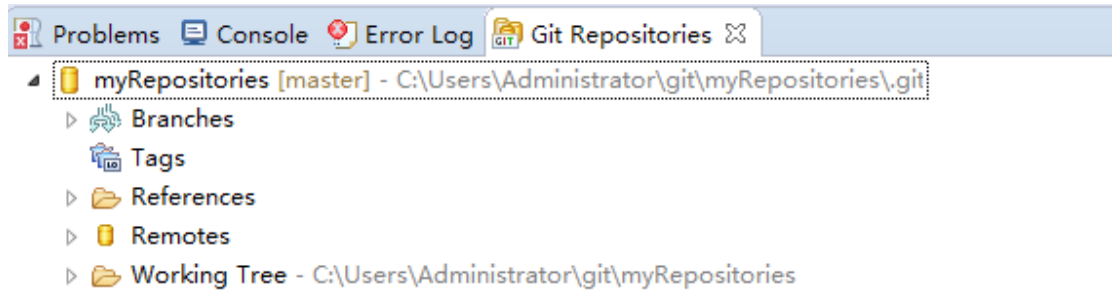 Problems Console Error Log GIT Git Repositories
myRepositories [master] - C:\Users\Administrator\git\myRepositories\.git
Branches
Tags
References
Remotes
Working Tree - C:\Users\Administrator\git\myRepositories